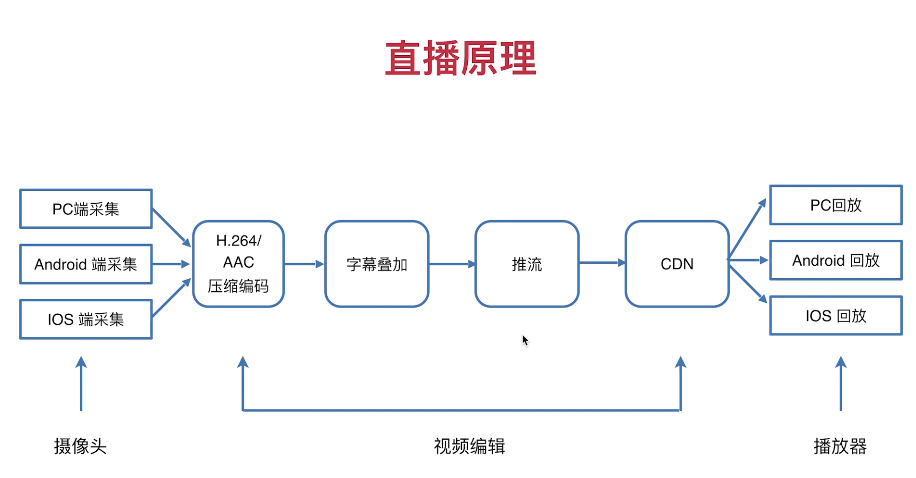 直播原理
PC端采集
Android 端采集
IOS 端采集
H.264/
AAC
压缩编码
字幕叠加
推流
CDN
PC回放
Android 回放
IOS 回放
摄像头
视频编辑
播放器